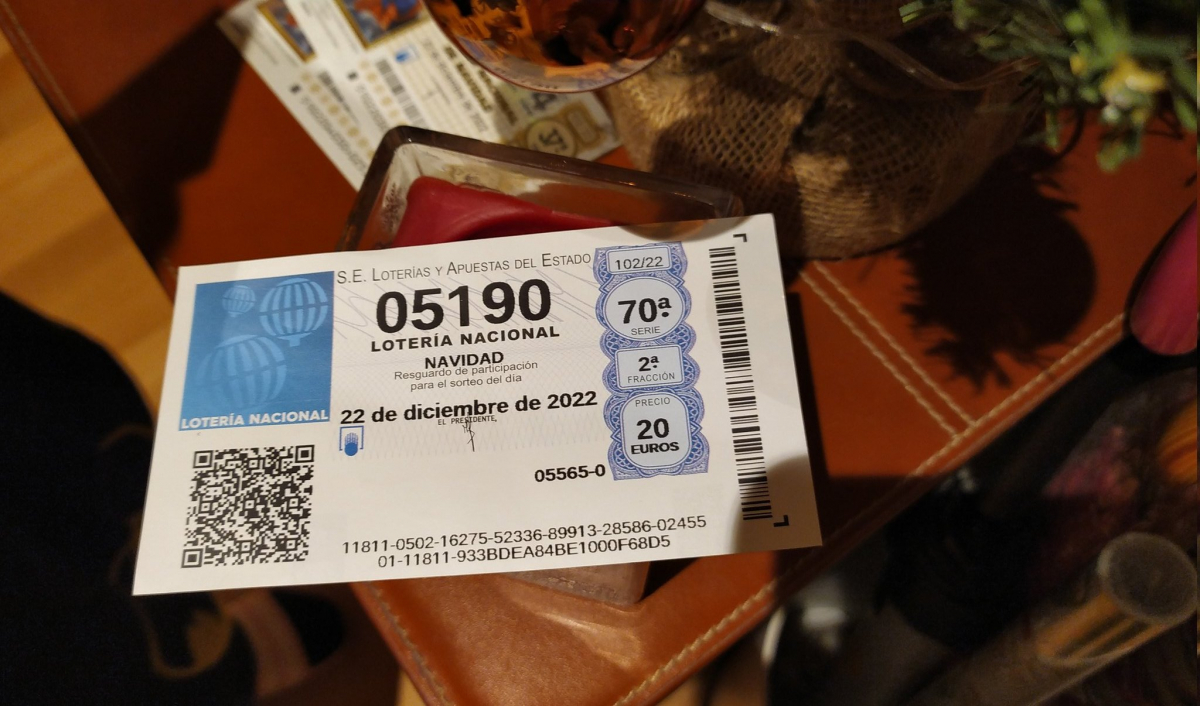 S.E. LOTERÍAS Y APUESTAS DEL ESTADO
05190
LOTERÍA NACIONAL
NAVIDAD
Resguardo de participación
para el sorteo del día
22 de diciembre de 2022
EL PRESIDENTE,
05565-0
102/22
70ª
SERIE
2ª
FRACCIÓN
PRECIO
20
EUROS
LOTERÍA NACIONAL
11811-0502-16275-52336-89913-28586-02455
01-11811-933BDEA84BE1000F68D5